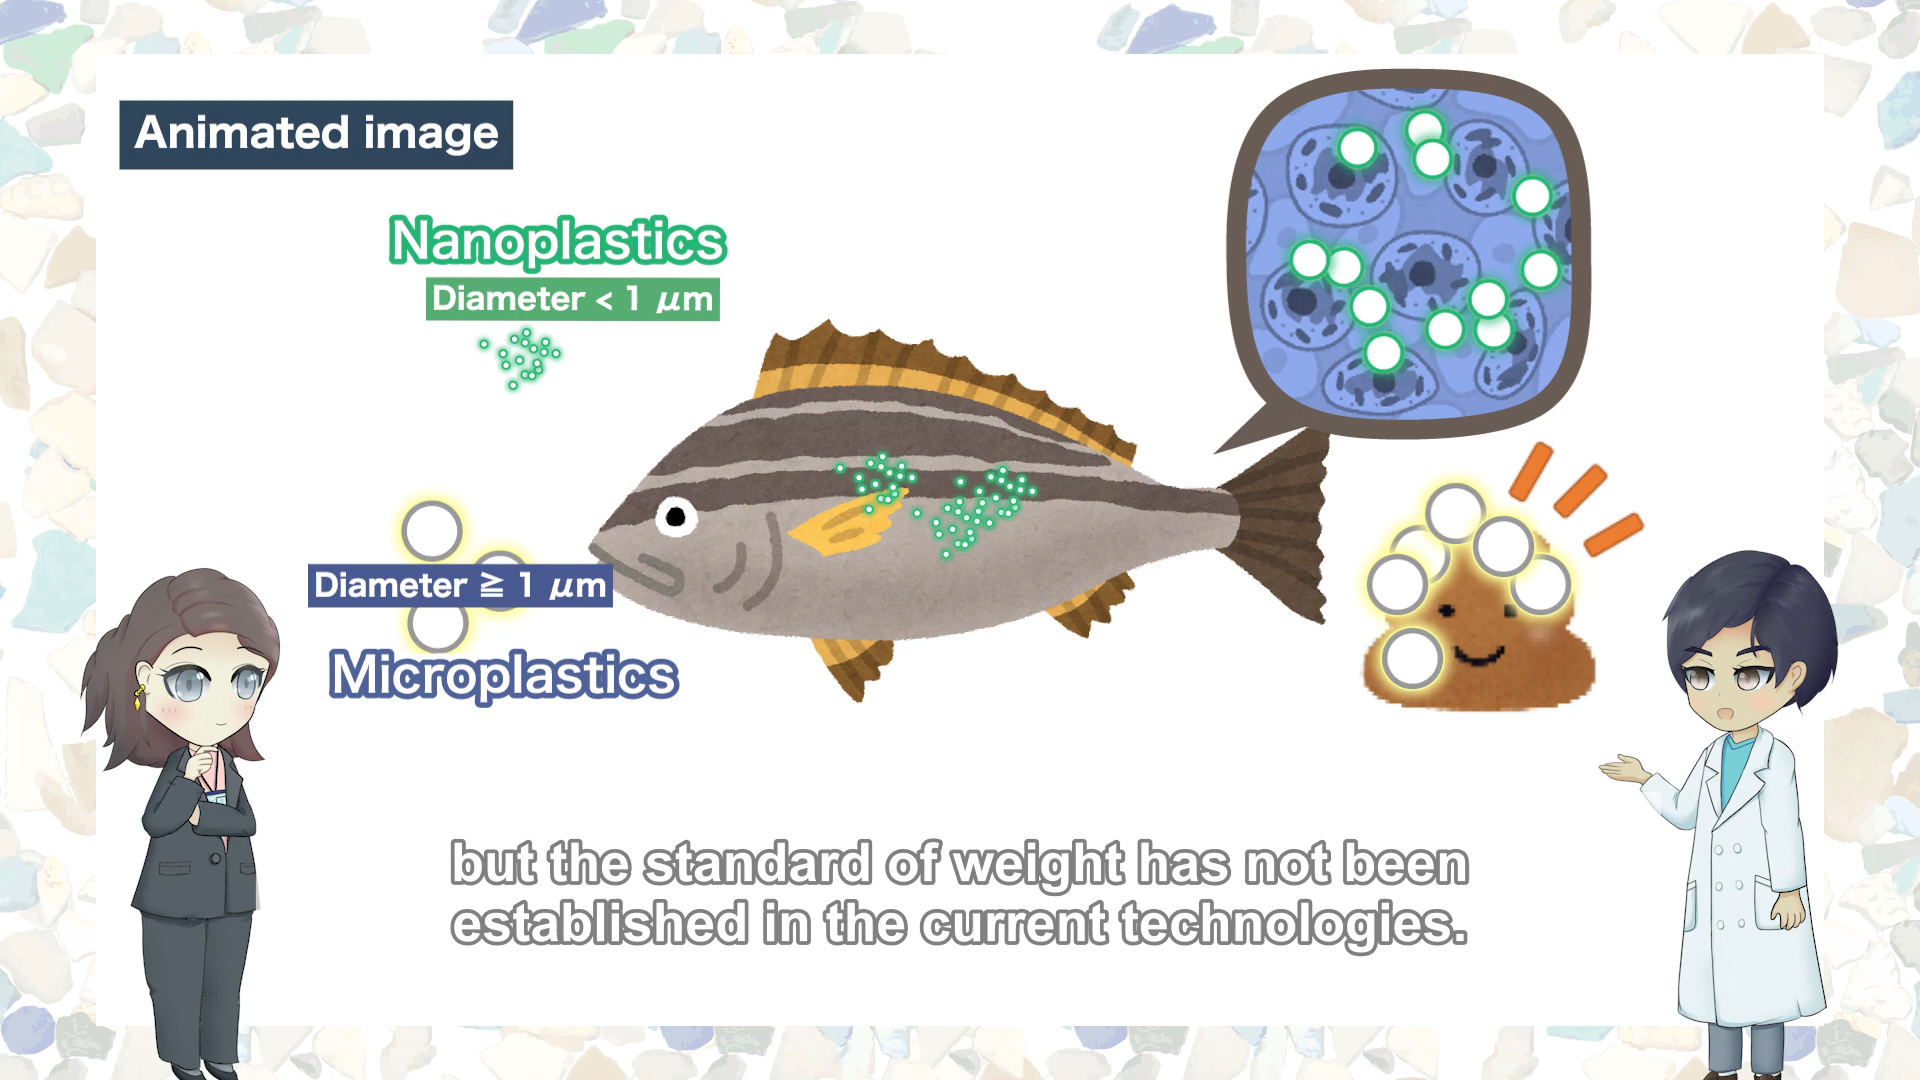 Animated image
Nanoplastics
Diameter < 1 μm
Diameter ≧ 1 μm
Microplastics
but the standard of weight has not been
established in the current technologies.